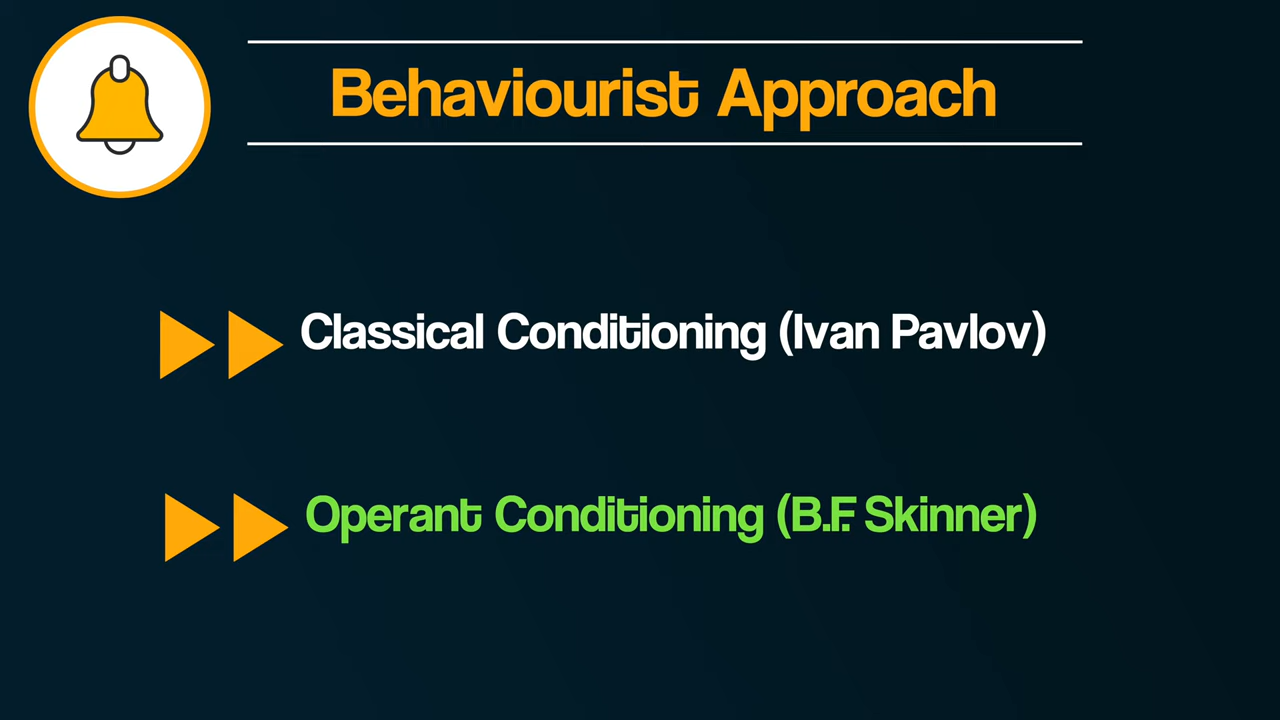 Behaviourist Approach
Classical Conditioning (Ivan Pavlov)
Operant Conditioning (B.F. Skinner)